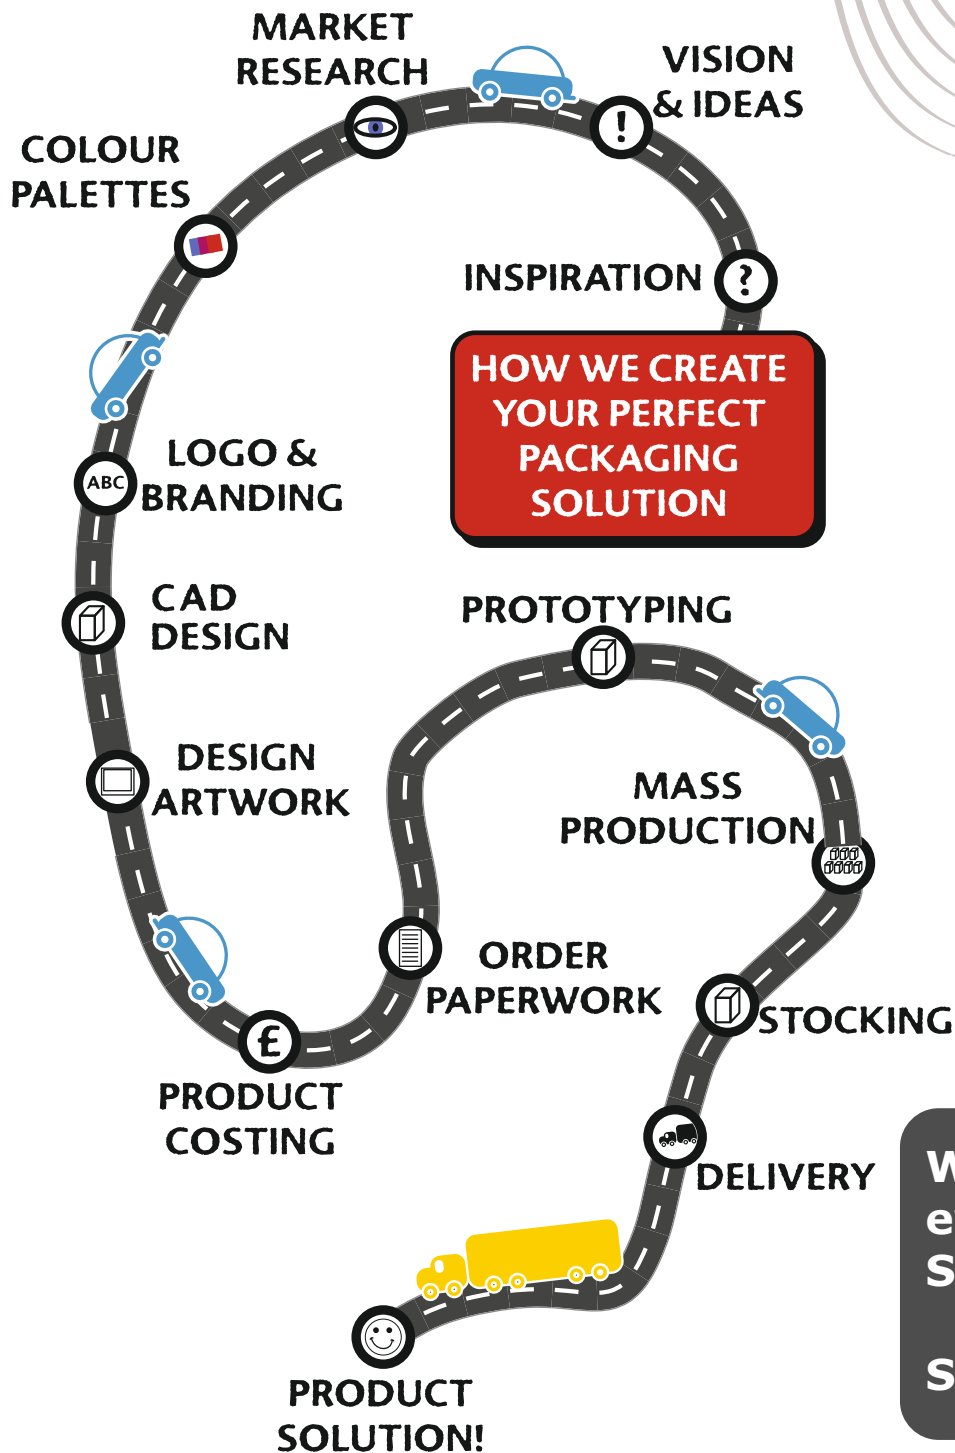 MARKET
RESEARCH
VISION
& IDEAS
!
COLOUR
PALETTES
INSPIRATION
?
HOW WE CREATE
YOUR PERFECT
PACKAGING
SOLUTION
LOGO &
BRANDING
ABC
CAD
DESIGN
PROTOTYPING
DESIGN
ARTWORK
MASS
PRODUCTION
ORDER
PAPERWORK
STOCKING
£
PRODUCT
COSTING
DELIVERY
PRODUCT
SOLUTION!